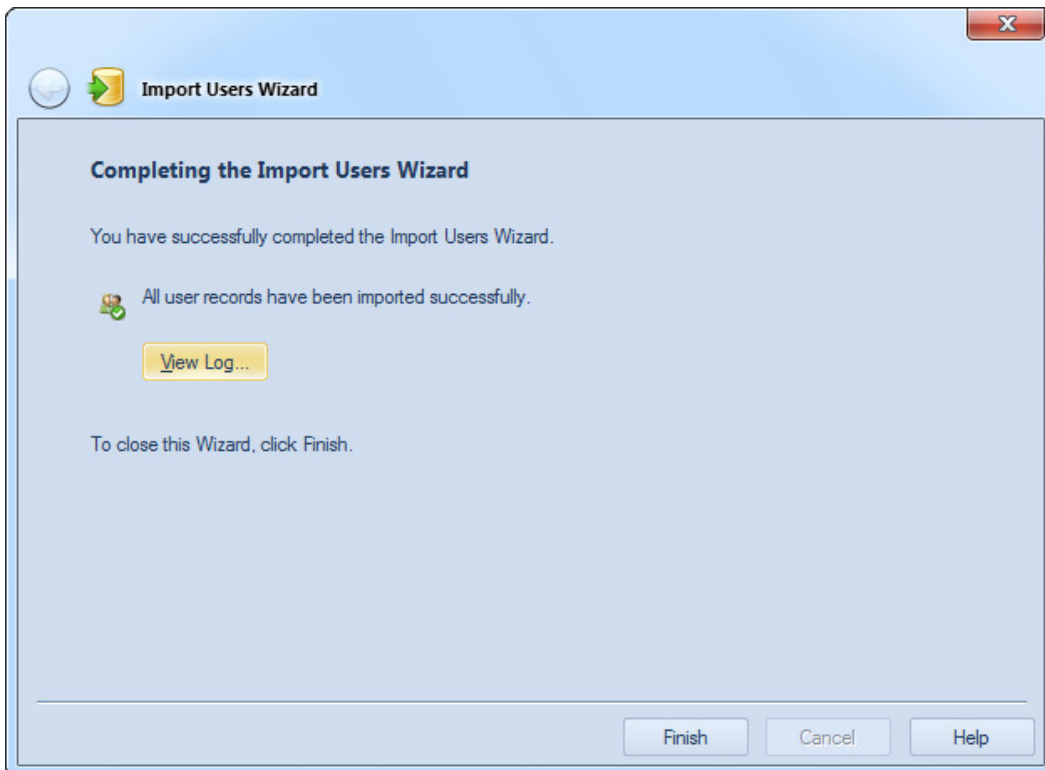 Import Users Wizard
Completing the Import Users Wizard
You have successfully completed the Import Users Wizard.
All user records have been imported successfully.
View Log...
To close this Wizard, click Finish.
Finish Cancel Help